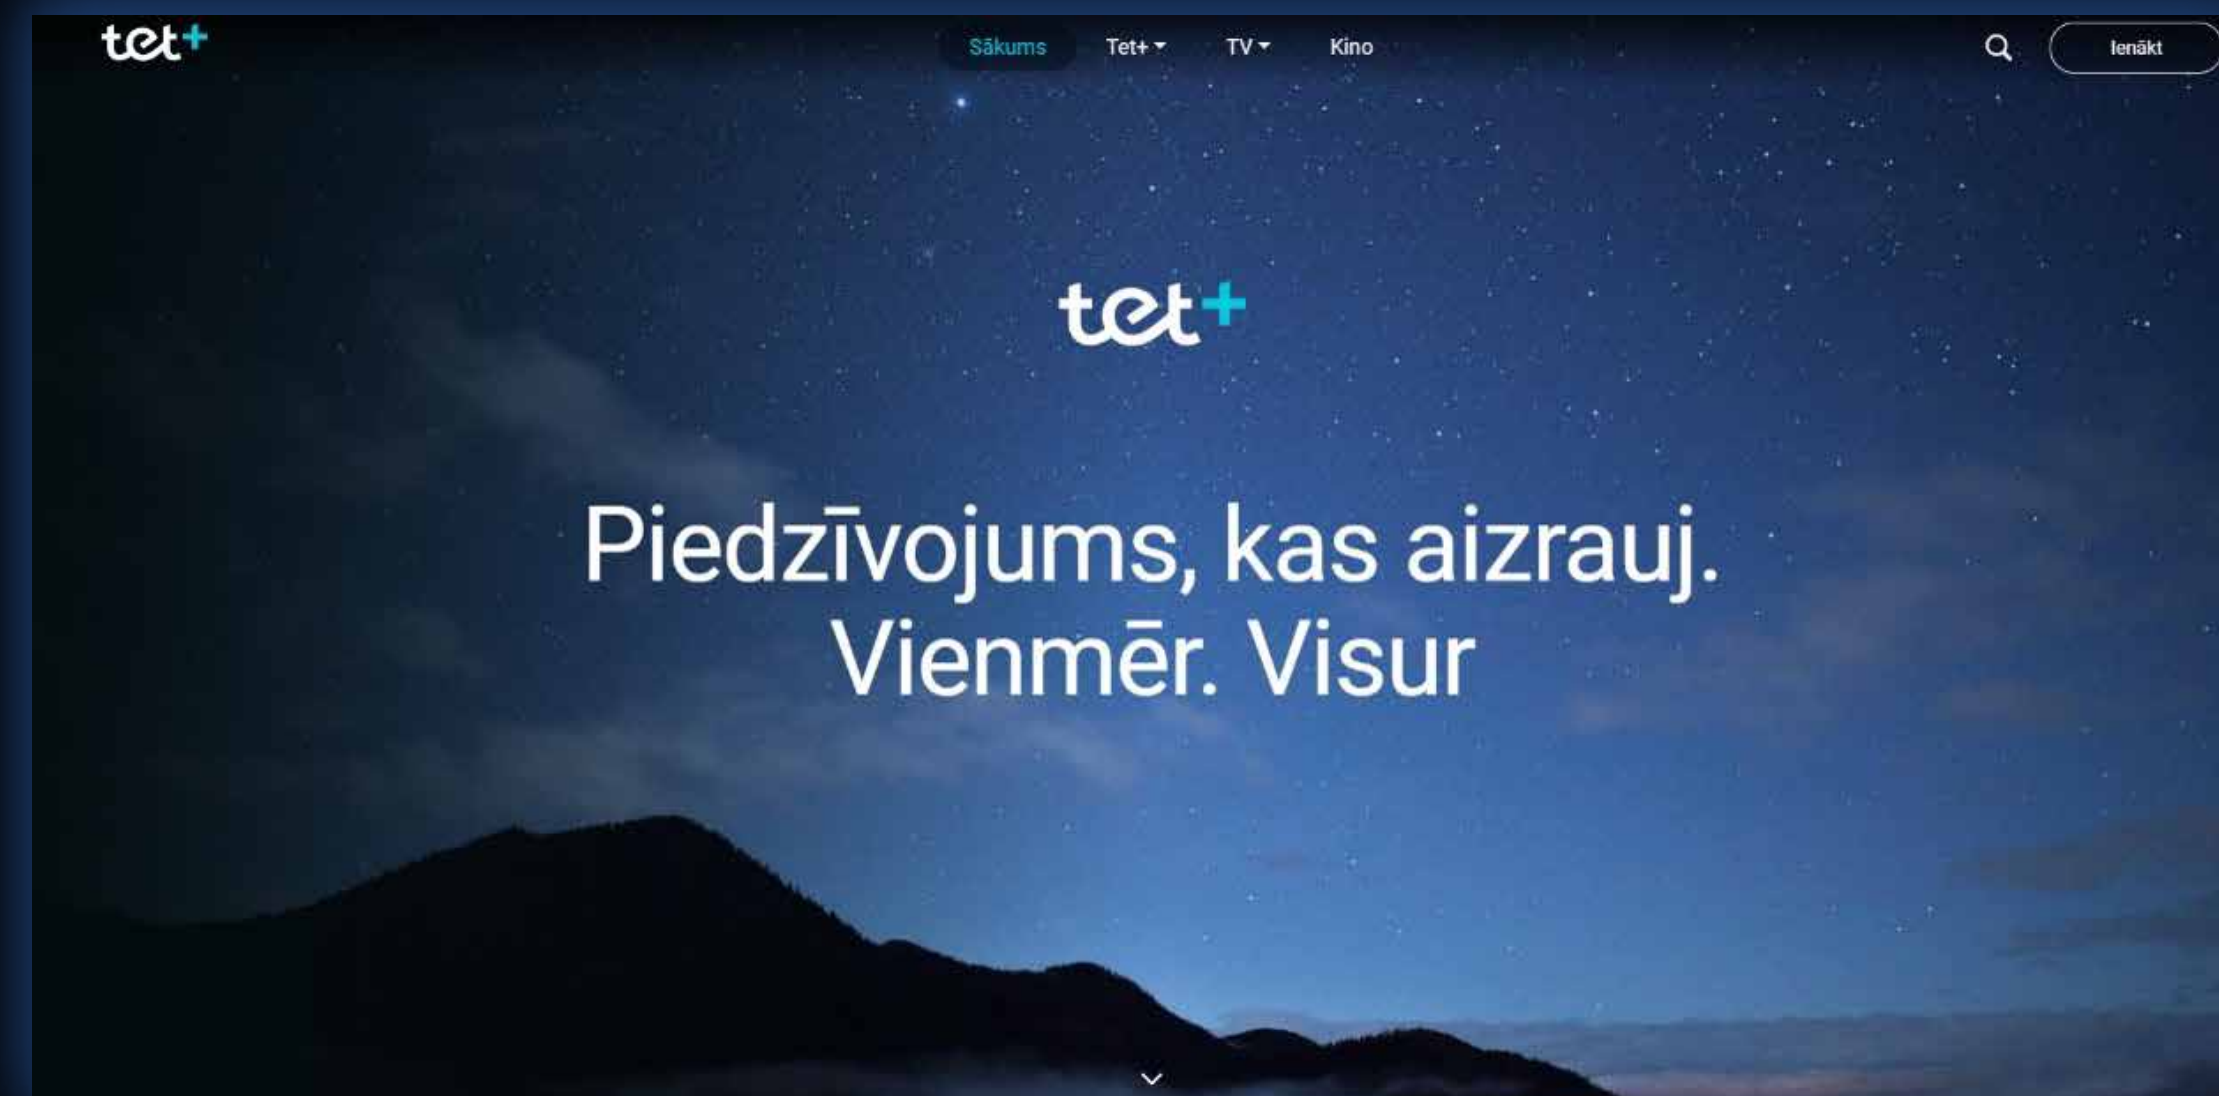 tet+
Sākums
Tet+
TV
Kino
Ienākt
tet+
Piedzīvojums, kas aizrauj.
Vienmēr. Visur